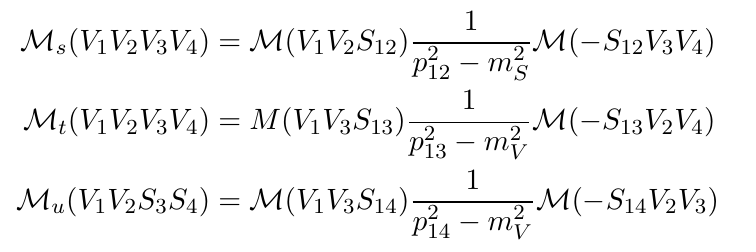 \mathcal{M}_s(V_1V_2V_3V_4) = \mathcal{M}(V_1V_2S_{12})\frac{1}{p_{12}^2 - m_S^2}\mathcal{M}(-S_{12}V_3V_4)
\mathcal{M}_t(V_1V_2V_3V_4) = M(V_1V_3S_{13})\frac{1}{p_{13}^2 - m_V^2}\mathcal{M}(-S_{13}V_2V_4)
\mathcal{M}_u(V_1V_2S_3S_4) = \mathcal{M}(V_1V_3S_{14})\frac{1}{p_{14}^2 - m_V^2}\mathcal{M}(-S_{14}V_2V_3)